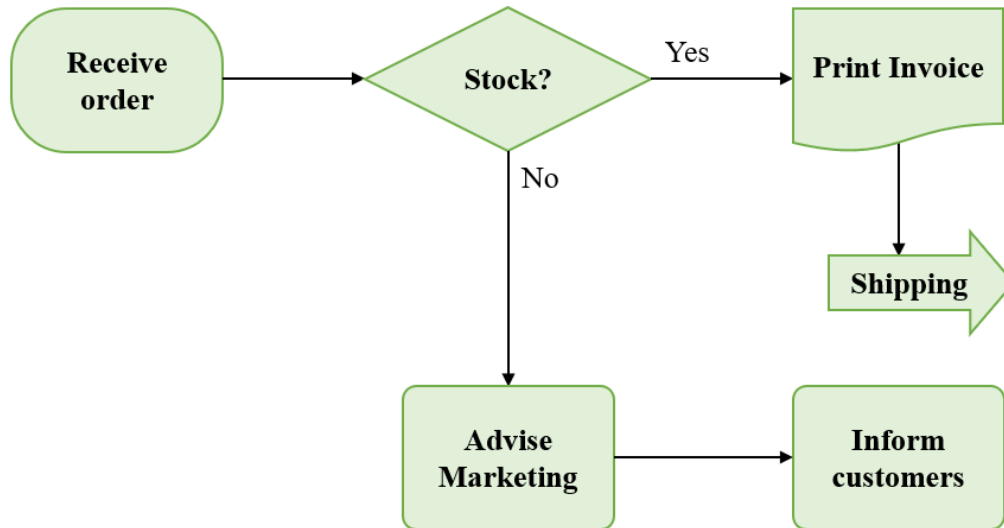 Receive
order
Stock?
Yes
Print Invoice
No
Shipping
Advise
Marketing
Inform
customers